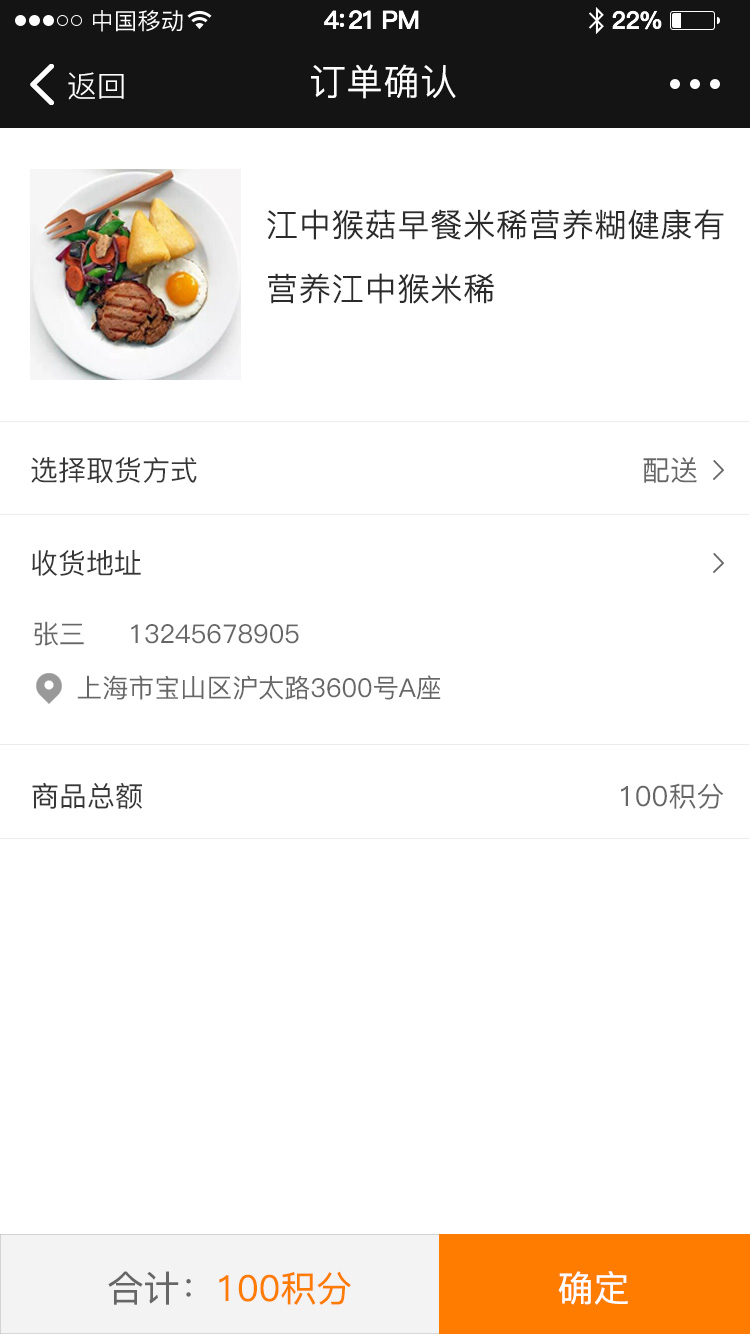 中国移动
4:21 PM
22%
返回
订单确认
江中猴菇早餐米稀营养糊健康有
营养江中猴米稀
选择取货方式
配送
收货地址
张三 13245678905
上海市宝山区沪太路3600号A座
商品总额
100积分
合计：100积分
确定